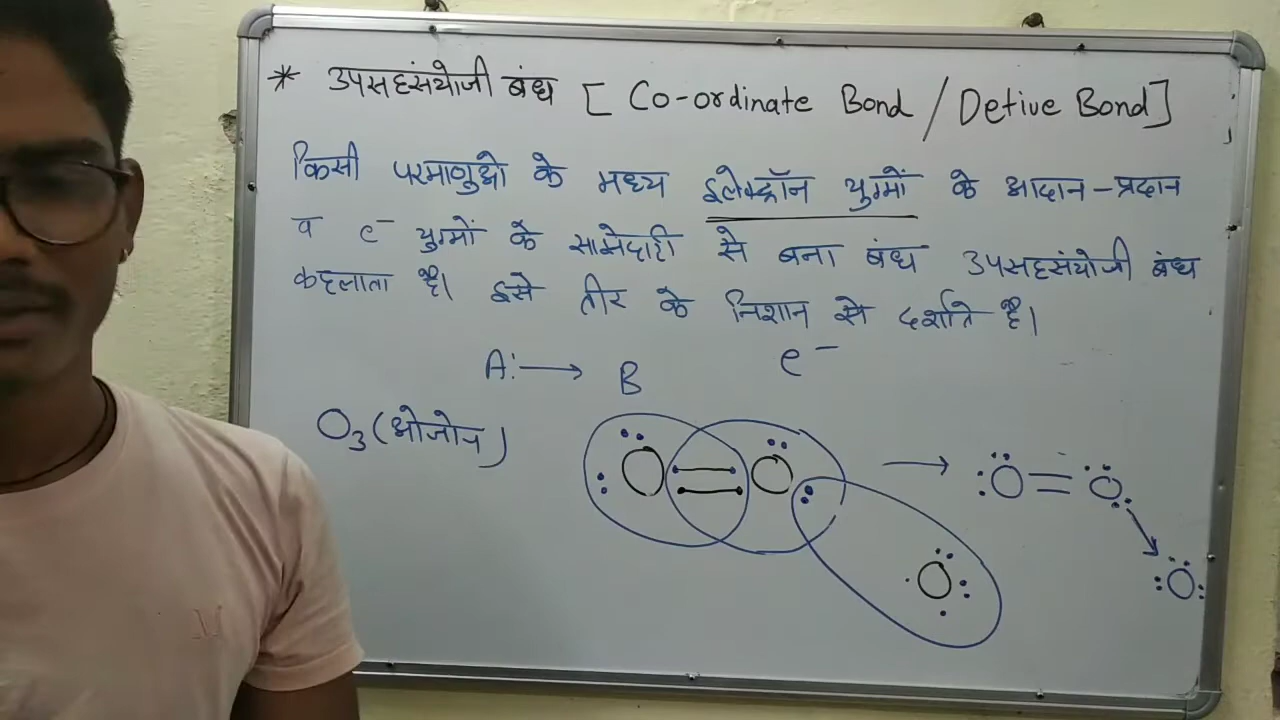 * उपसहसंयोजी बंध [ Co-ordinate Bond / Detive Bond ]
किसी परमाणुओ के मध्य इलेक्ट्रॉन युग्मों के आदान-प्रदान
व e⁻ युग्मों के साझेदारी से बना बंध उपसहसंयोजी बंध
कहलाता है। इसे तीर के निशान से दर्शाते है।
A: → B e⁻
O₃ (ओजोन) O = O → O = O → O
O O